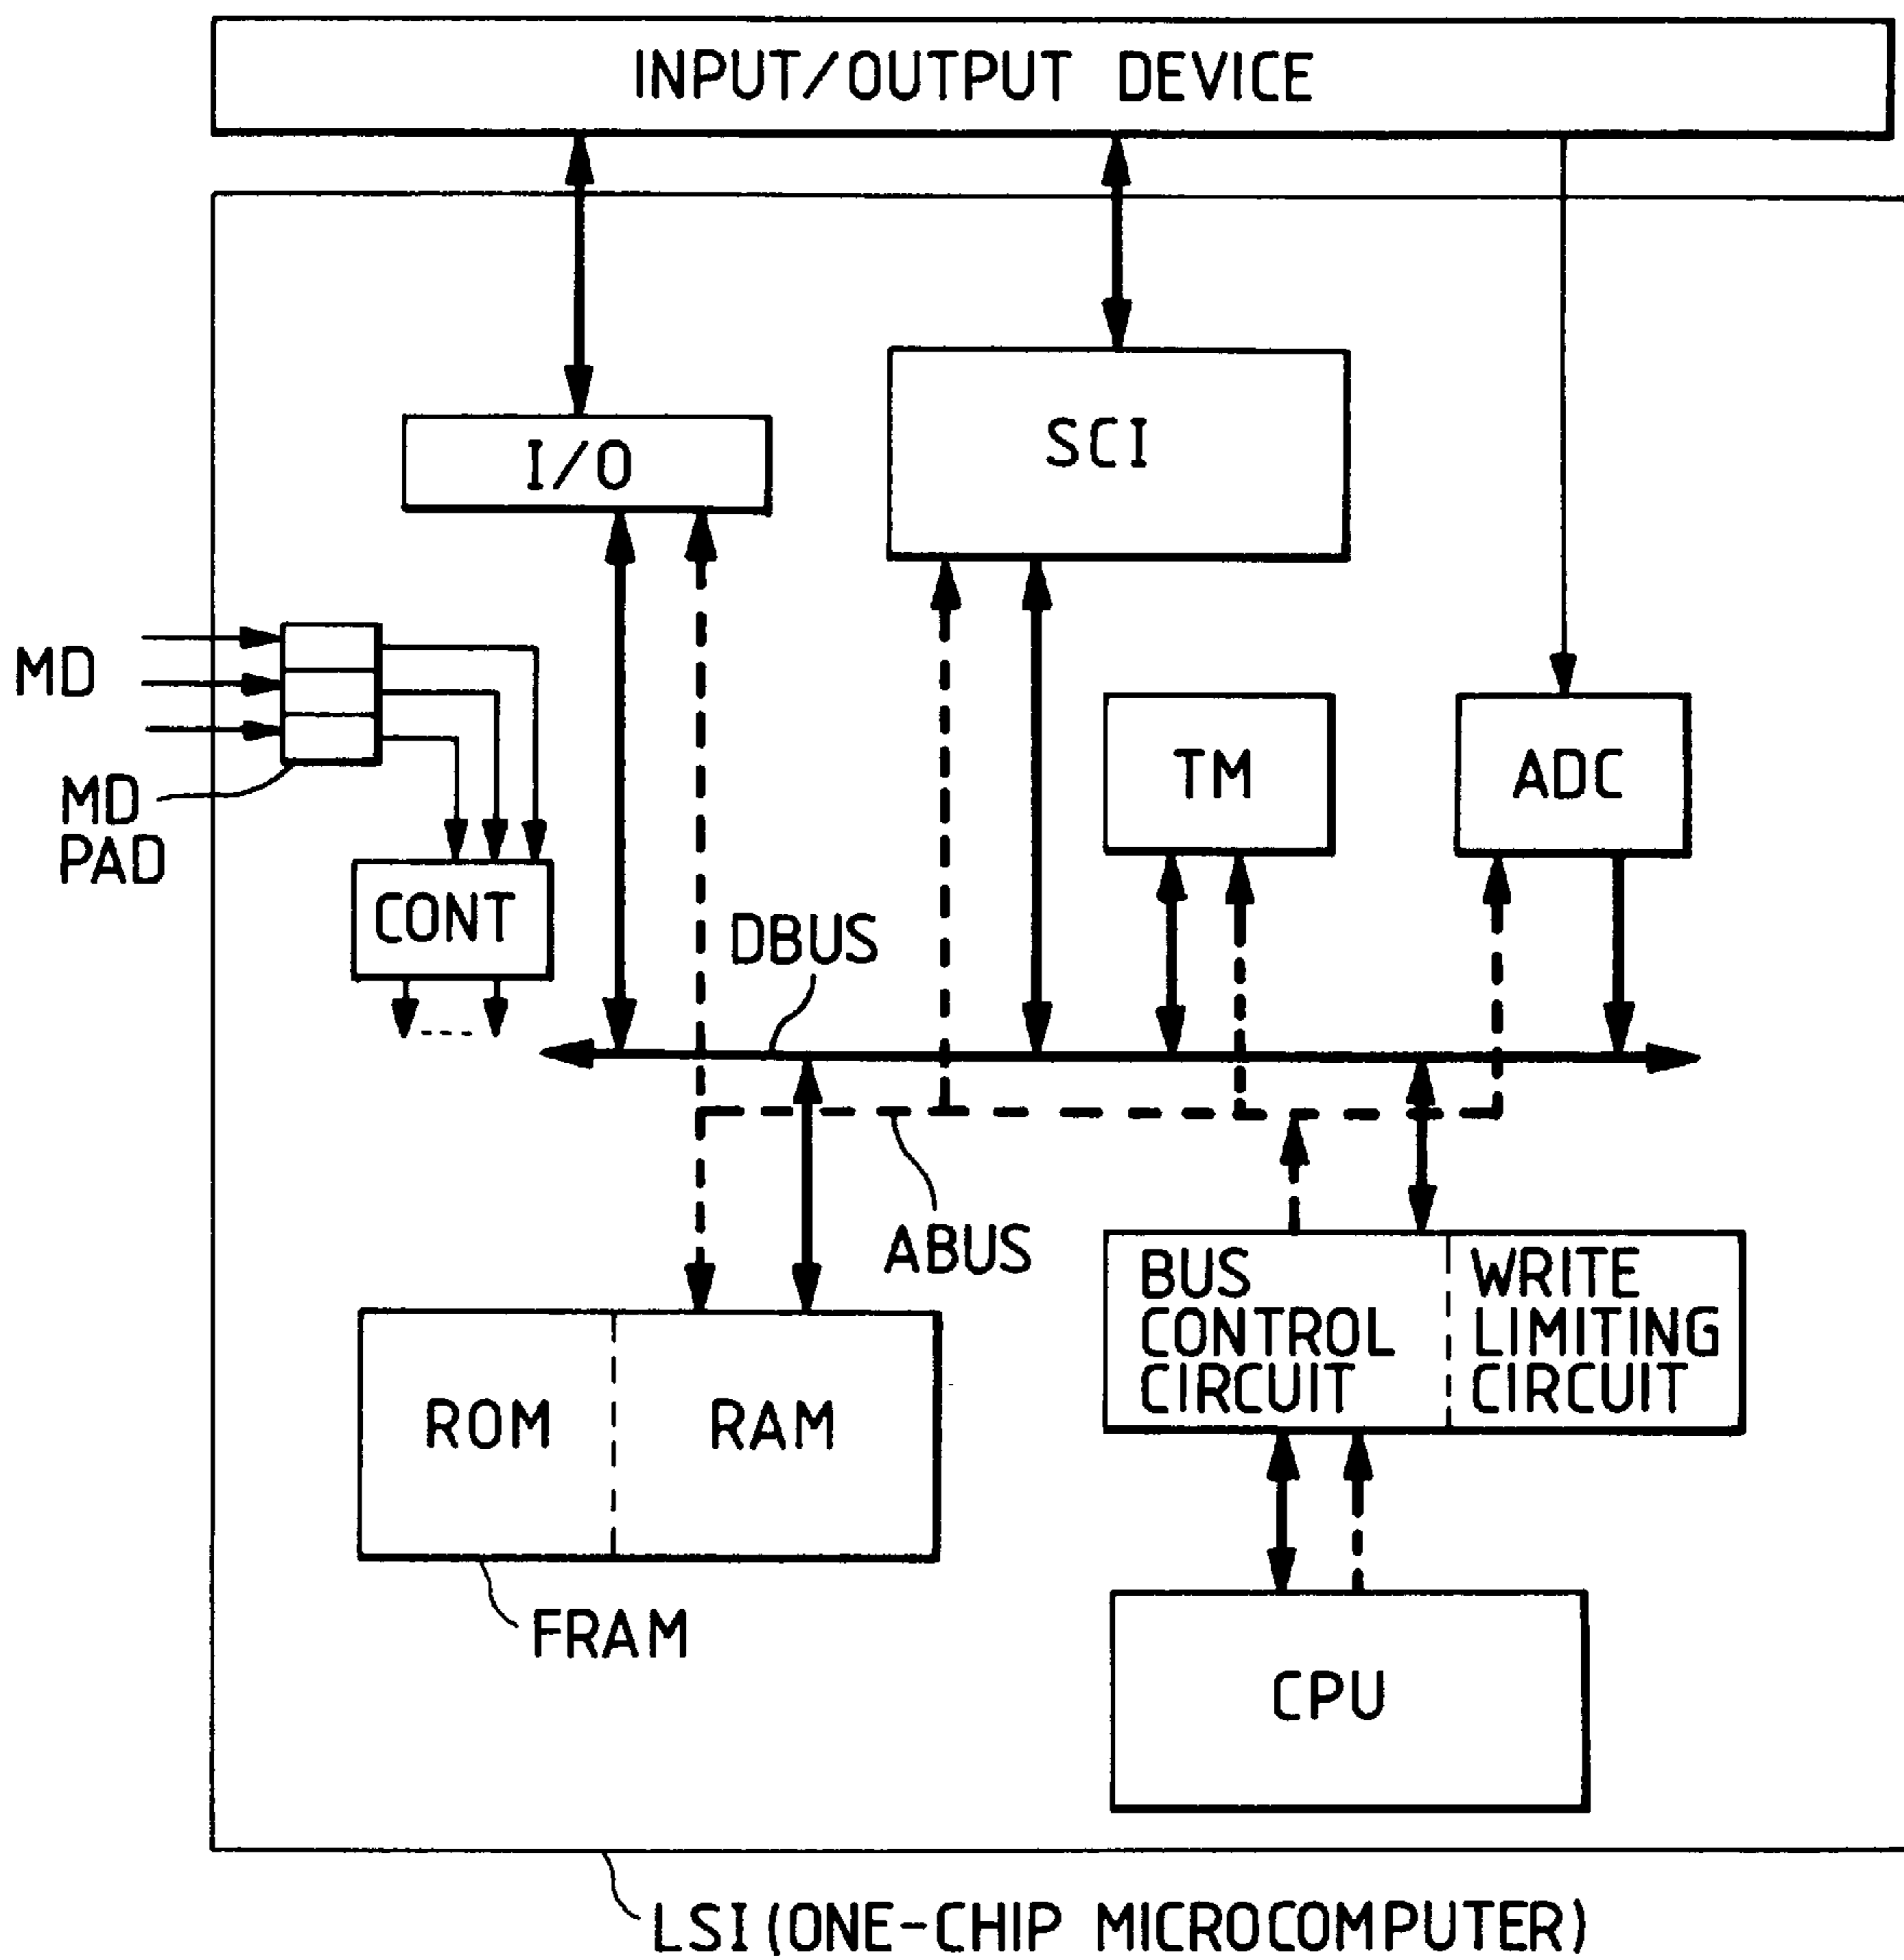 INPUT/OUTPUT DEVICE
I/O
SCI
MD
MD
PAD
TM
ADC
CONT
DBUS
ABUS
BUS
CONTROL
CIRCUIT
WRITE
LIMITING
CIRCUIT
ROM
RAM
FRAM
CPU
LSI(ONE-CHIP MICROCOMPUTER)